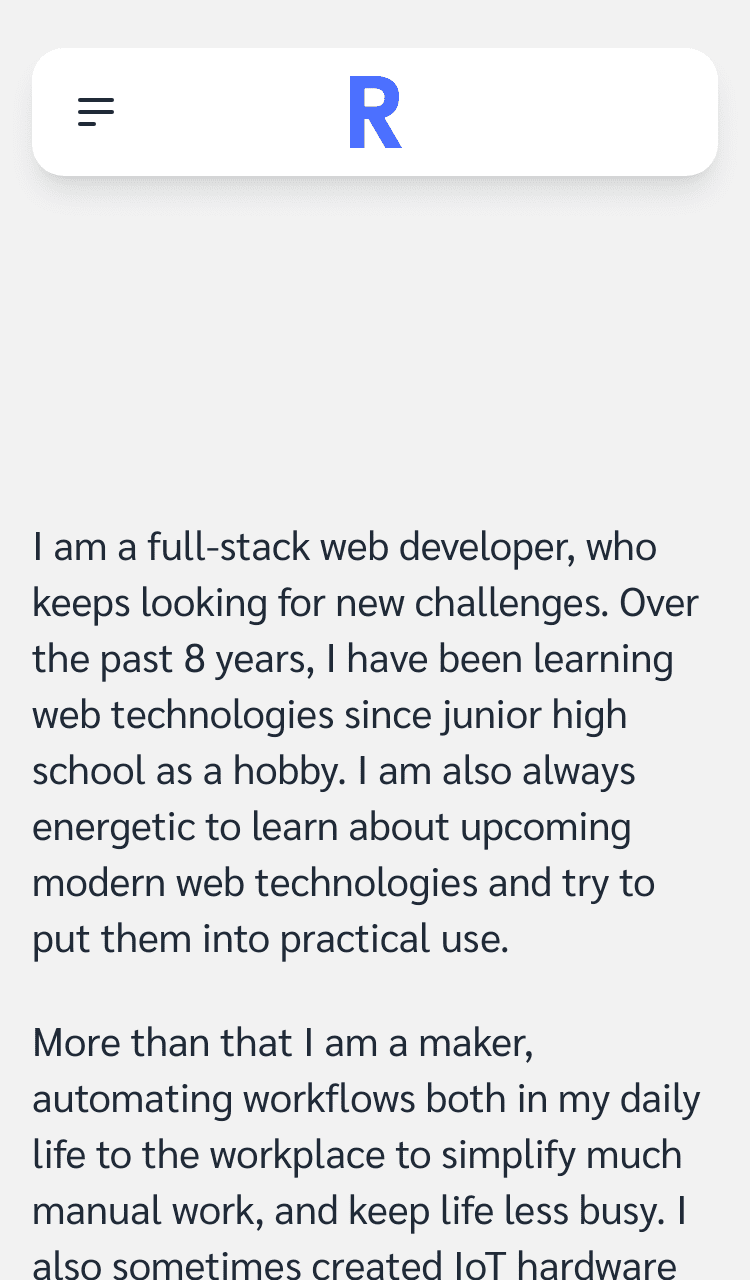 R
I am a full-stack web developer, who
keeps looking for new challenges. Over
the past 8 years, I have been learning
web technologies since junior high
school as a hobby. I am also always
energetic to learn about upcoming
modern web technologies and try to
put them into practical use.
More than that I am a maker,
automating workflows both in my daily
life to the workplace to simplify much
manual work, and keep life less busy. I
also sometimes created IoT hardware